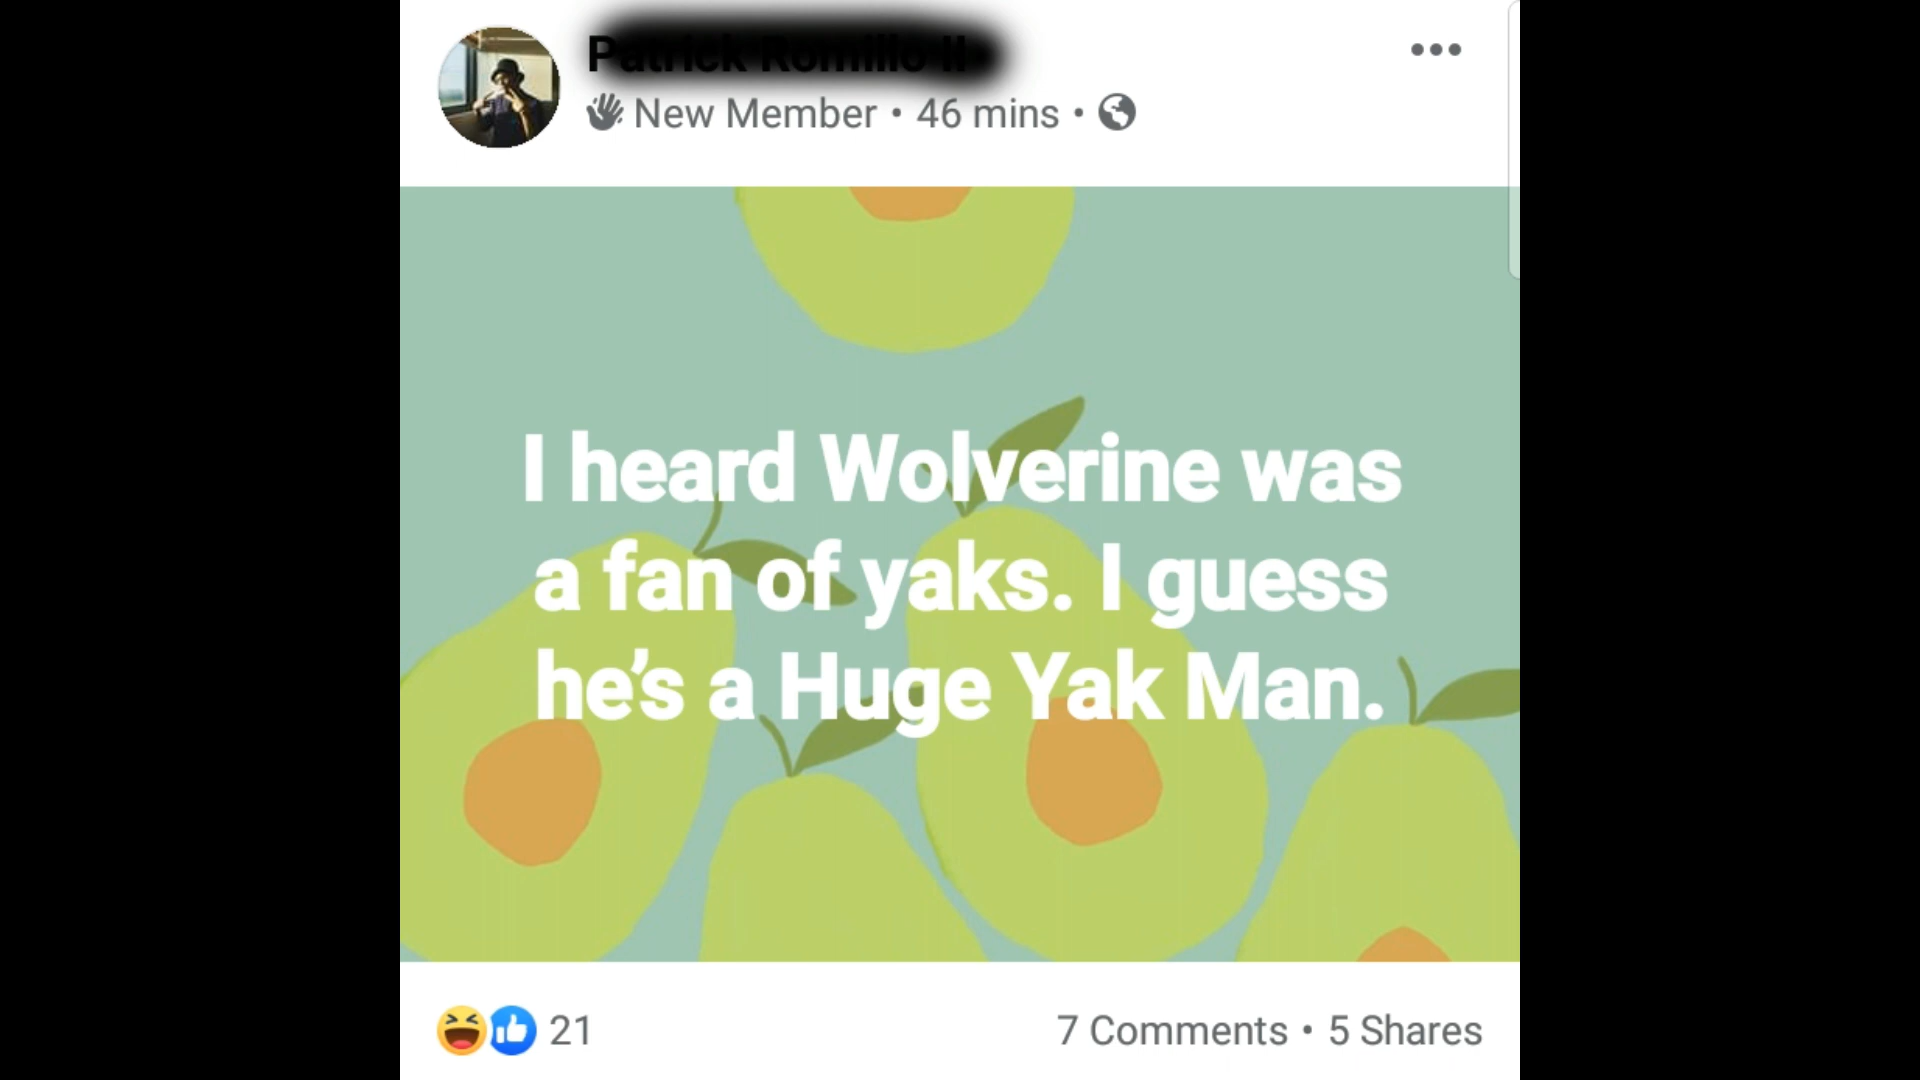 New Member • 46 mins •
I heard Wolverine was
a fan of yaks. I guess
he's a Huge Yak Man.
21
7 Comments • 5 Shares